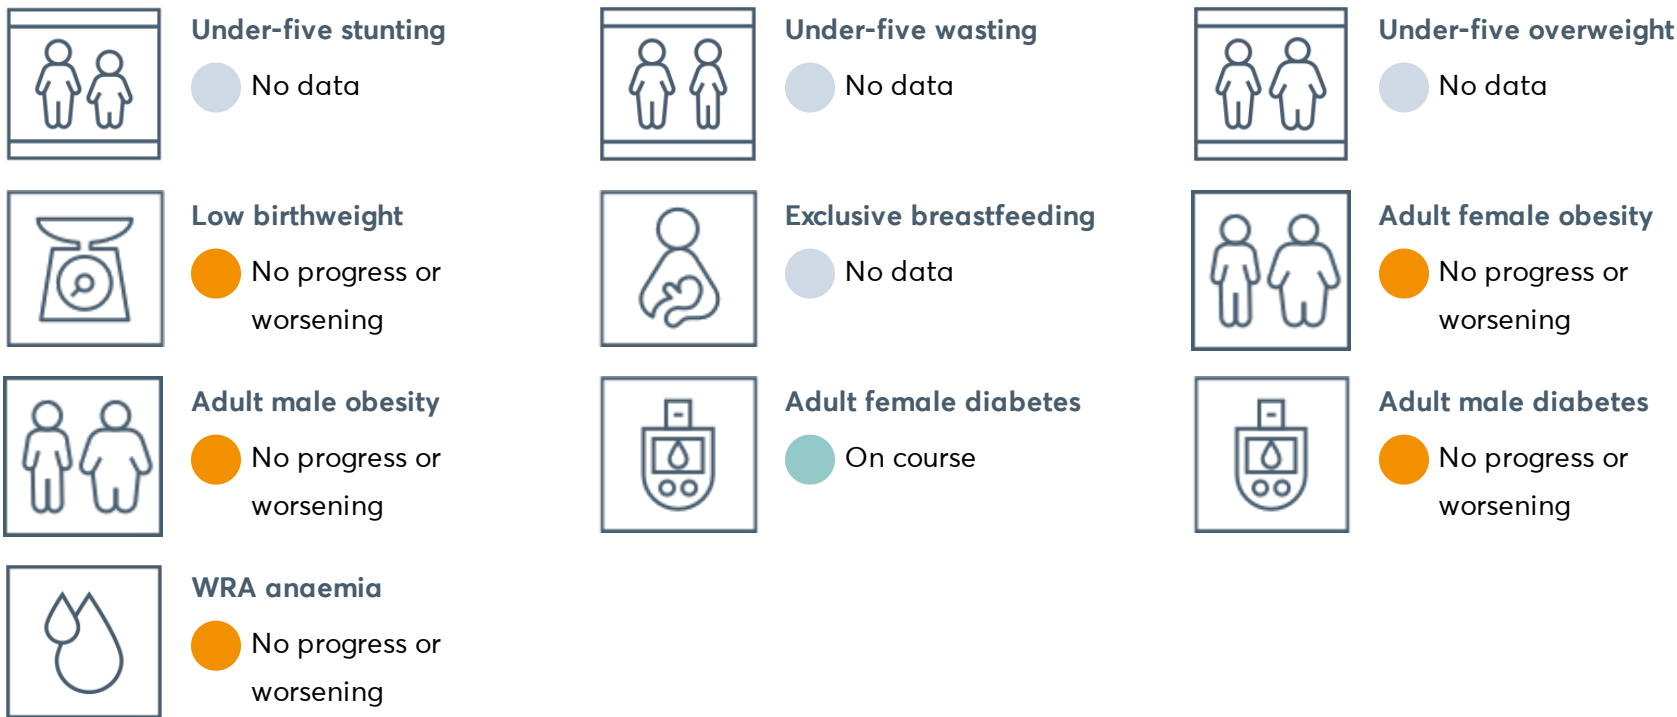 Under-five stunting
No data
Under-five wasting
No data
Under-five overweight
No data
Low birthweight
No progress or
worsening
Exclusive breastfeeding
No data
Adult female obesity
No progress or
worsening
Adult male obesity
No progress or
worsening
Adult female diabetes
On course
Adult male diabetes
No progress or
worsening
WRA anaemia
No progress or
worsening